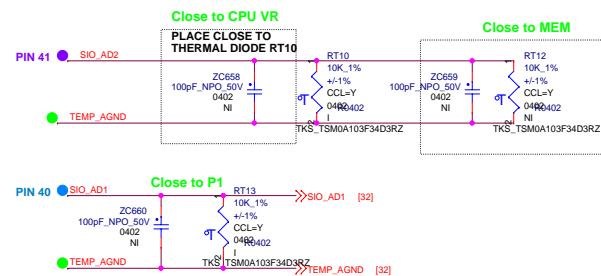 Close to CPU VR
Close to MEM
PLACE CLOSE TO
THERMAL DIODE RT10
PIN 41
SIO_AD2
RT10
10K_1%
+/-1%
CCL=Y
0402
R0402
I
TKS_TSM0A103F34D3RZ
ZC658
100pF_NPO_50V
0402
NI
ZC659
100pF_NPO_50V
0402
NI
RT12
10K_1%
+/-1%
CCL=Y
0402
R0402
NI
TKS_TSM0A103F34D3RZ
TEMP_AGND
Close to P1
PIN 40
SIO_AD1
RT13
10K_1%
+/-1%
CCL=Y
0402
R0402
I
TKS_TSM0A103F34D3RZ
SIO_AD1 [32]
ZC660
100pF_NPO_50V
0402
NI
TEMP_AGND
TEMP_AGND [32]